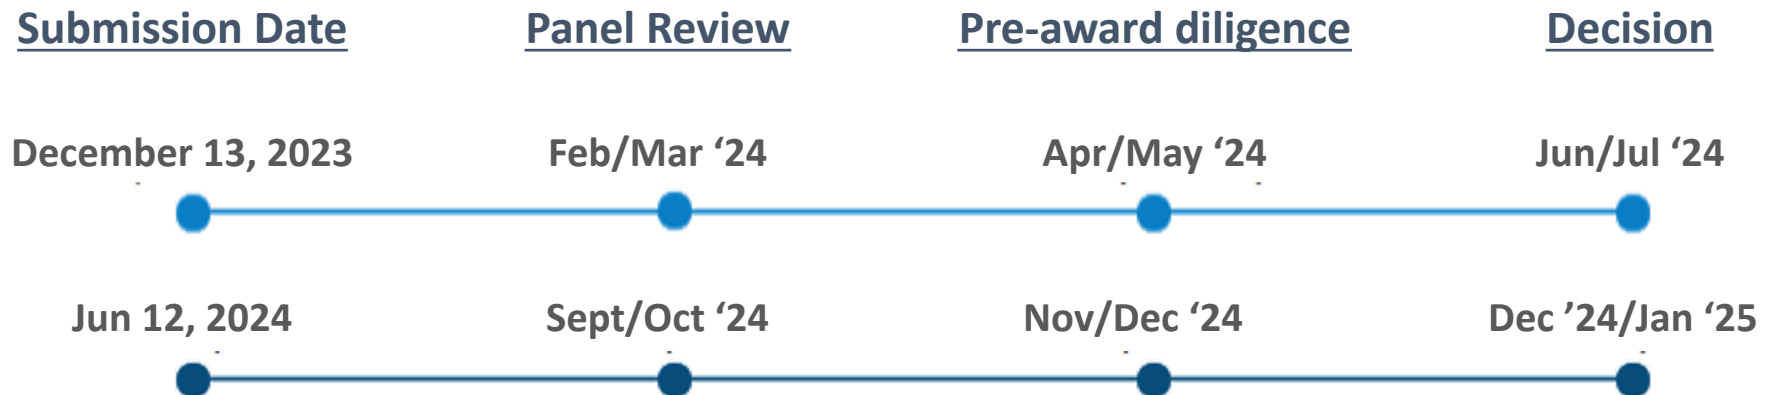 Submission Date Panel Review Pre-award diligence Decision
December 13, 2023 Feb/Mar ‘24 Apr/May ‘24 Jun/Jul ‘24
Jun 12, 2024 Sept/Oct ‘24 Nov/Dec ‘24 Dec ’24/Jan ‘25